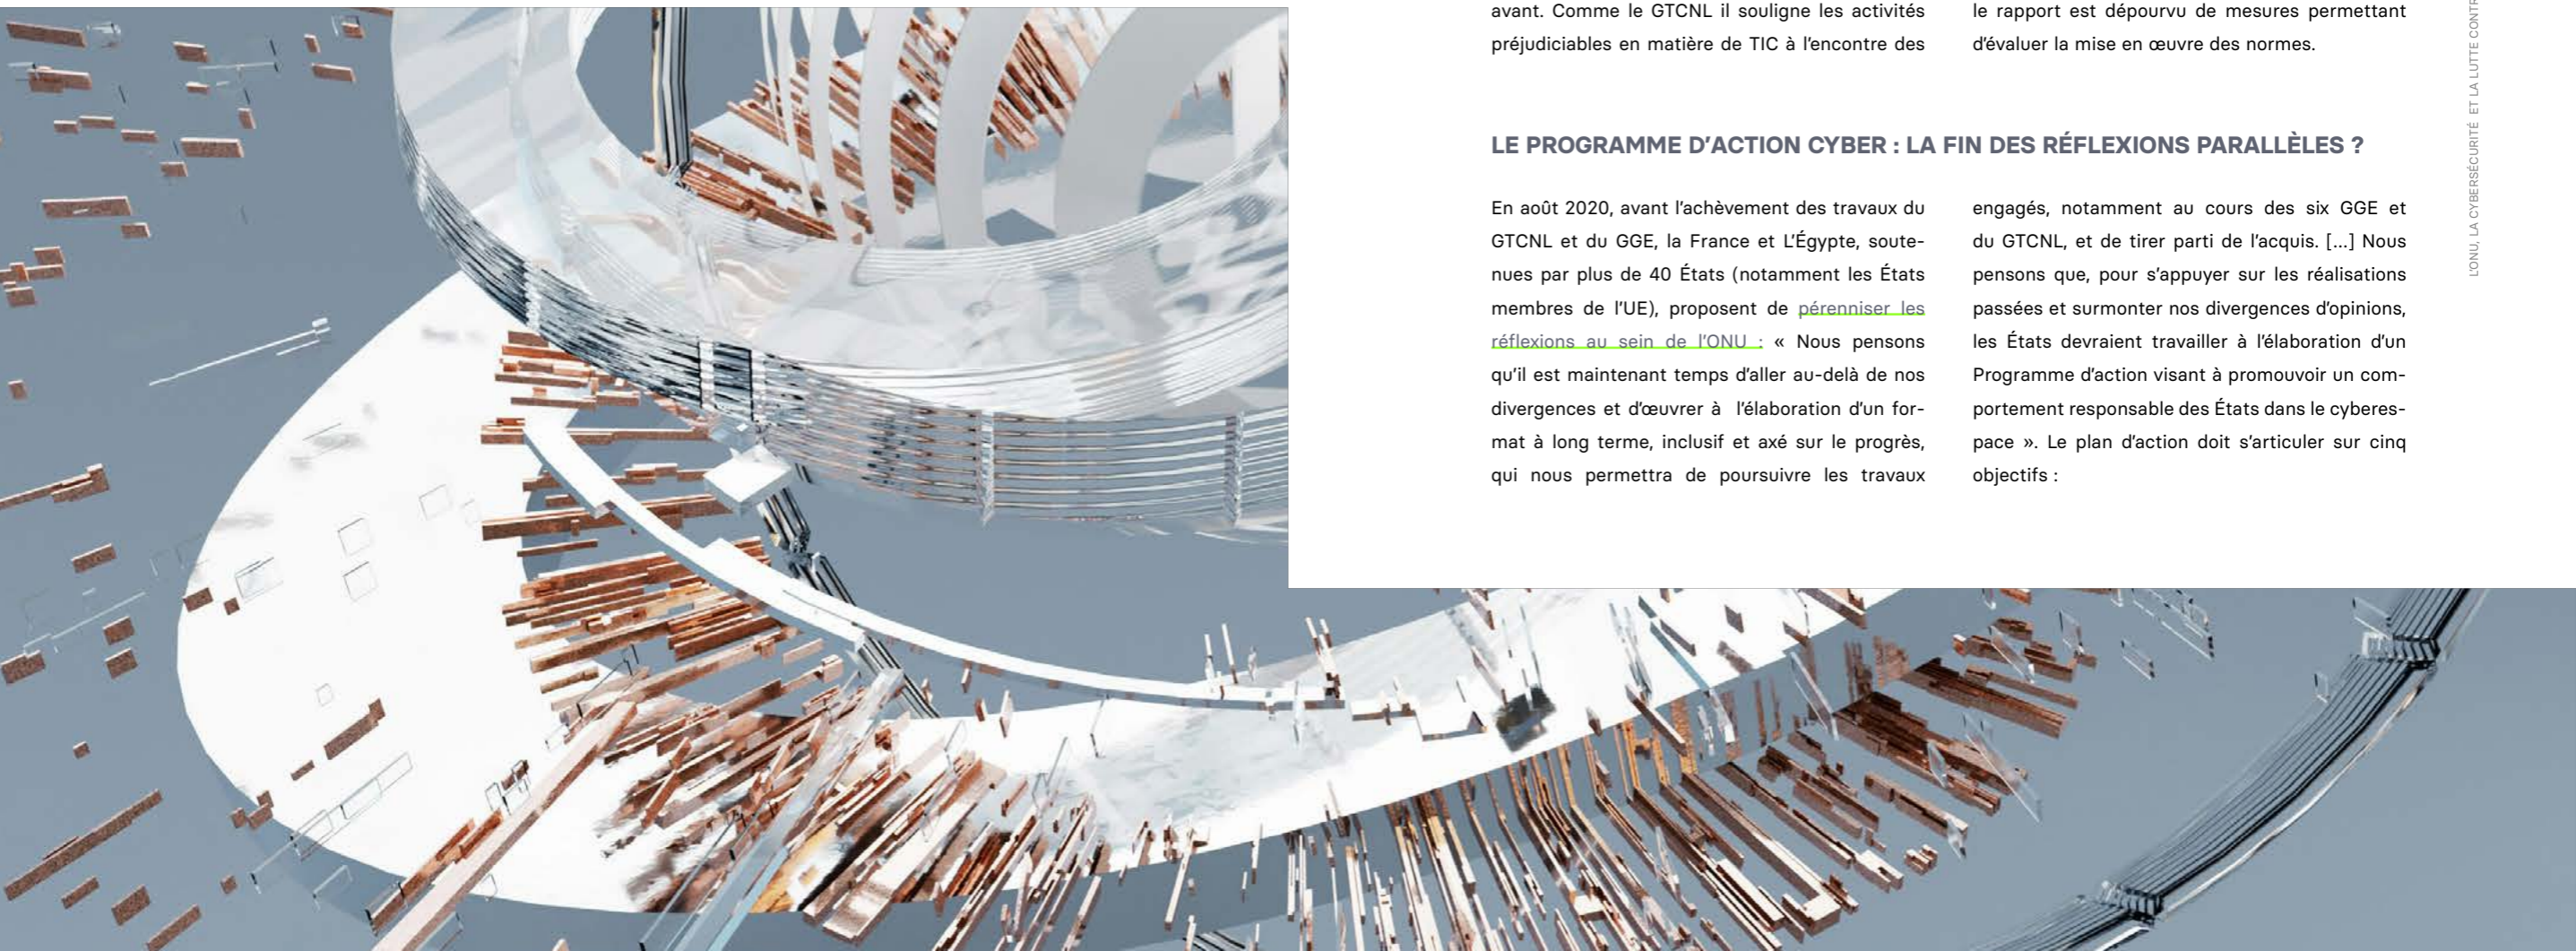 avant. Comme le GTCNL il souligne les activités
préjudiciables en matière de TIC à l'encontre des
le rapport est dépourvu de mesures permettant
d'évaluer la mise en œuvre des normes.
LE PROGRAMME D'ACTION CYBER : LA FIN DES RÉFLEXIONS PARALLÈLES ?
En août 2020, avant l'achèvement des travaux du
GTCNL et du GGE, la France et L'Égypte, soute-
nues par plus de 40 États (notamment les États
membres de l'UE), proposent de pérenniser les
réflexions au sein de l'ONU : « Nous pensons
qu'il est maintenant temps d'aller au-delà de nos
divergences et d'œuvrer à l'élaboration d'un for-
mat à long terme, inclusif et axé sur le progrès,
qui nous permettra de poursuivre les travaux
engagés, notamment au cours des six GGE et
du GTCNL, et de tirer parti de l'acquis. [...] Nous
pensons que, pour s'appuyer sur les réalisations
passées et surmonter nos divergences d'opinions,
les États devraient travailler à l'élaboration d'un
Programme d'action visant à promouvoir un com-
portement responsable des États dans le cyberes-
pace ». Le plan d'action doit s'articuler sur cinq
objectifs :
L'ONU, LA CYBERSÉCURITÉ ET LA LUTTE CONTR